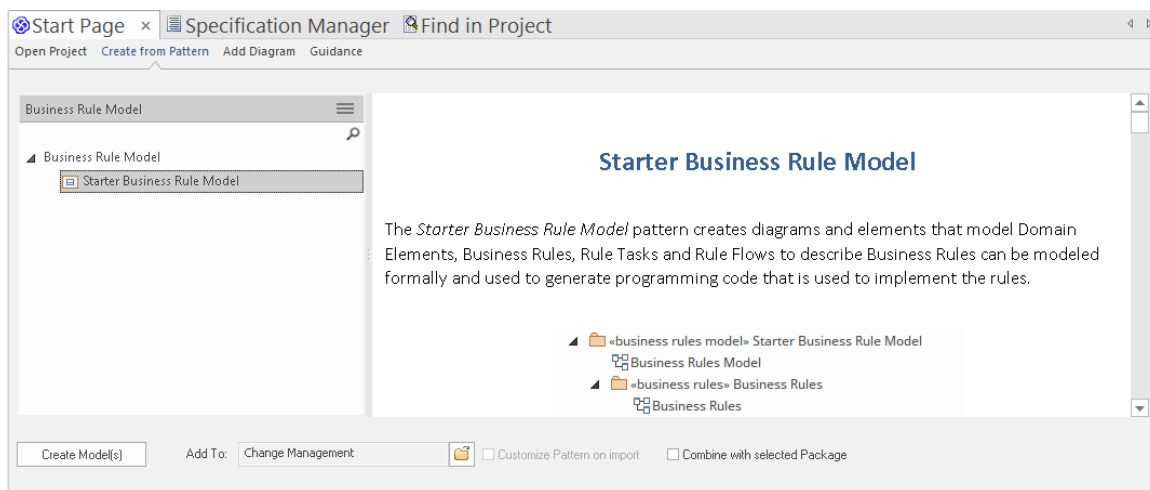 Start Page × Specification Manager Find in Project
Open Project Create from Pattern Add Diagram Guidance
Business Rule Model
Business Rule Model
Starter Business Rule Model
Starter Business Rule Model
The Starter Business Rule Model pattern creates diagrams and elements that model Domain
Elements, Business Rules, Rule Tasks and Rule Flows to describe Business Rules can be modeled
formally and used to generate programming code that is used to implement the rules.
«business rules model» Starter Business Rule Model
Business Rules Model
«business rules» Business Rules
Business Rules
Create Model(s) Add To: Change Management Customize Pattern on import Combine with selected Package